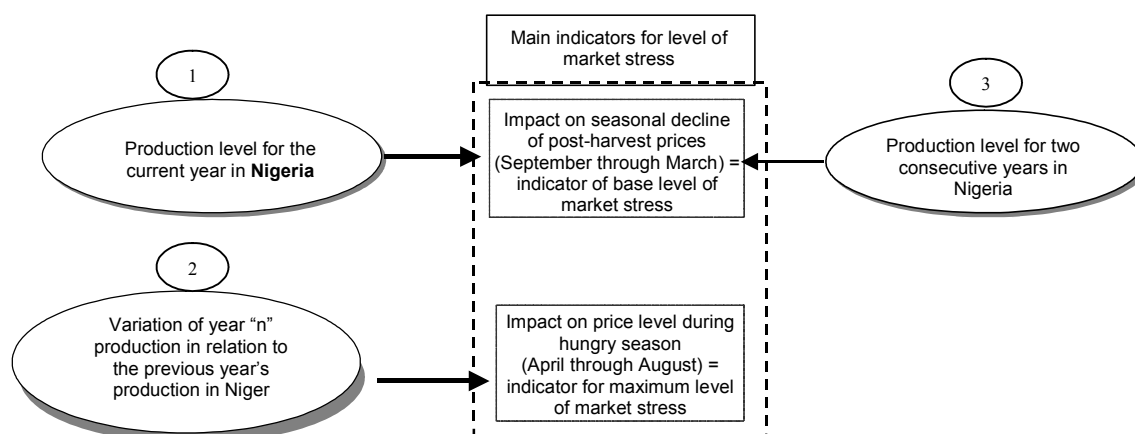 Main indicators for level of
market stress
1
Production level for the
current year in Nigeria
Impact on seasonal decline
of post-harvest prices
(September through March) =
indicator of base level of
market stress
3
Production level for two
consecutive years in
Nigeria
2
Variation of year “n”
production in relation to
the previous year’s
production in Niger
Impact on price level during
hungry season
(April through August) =
indicator for maximum level
of market stress